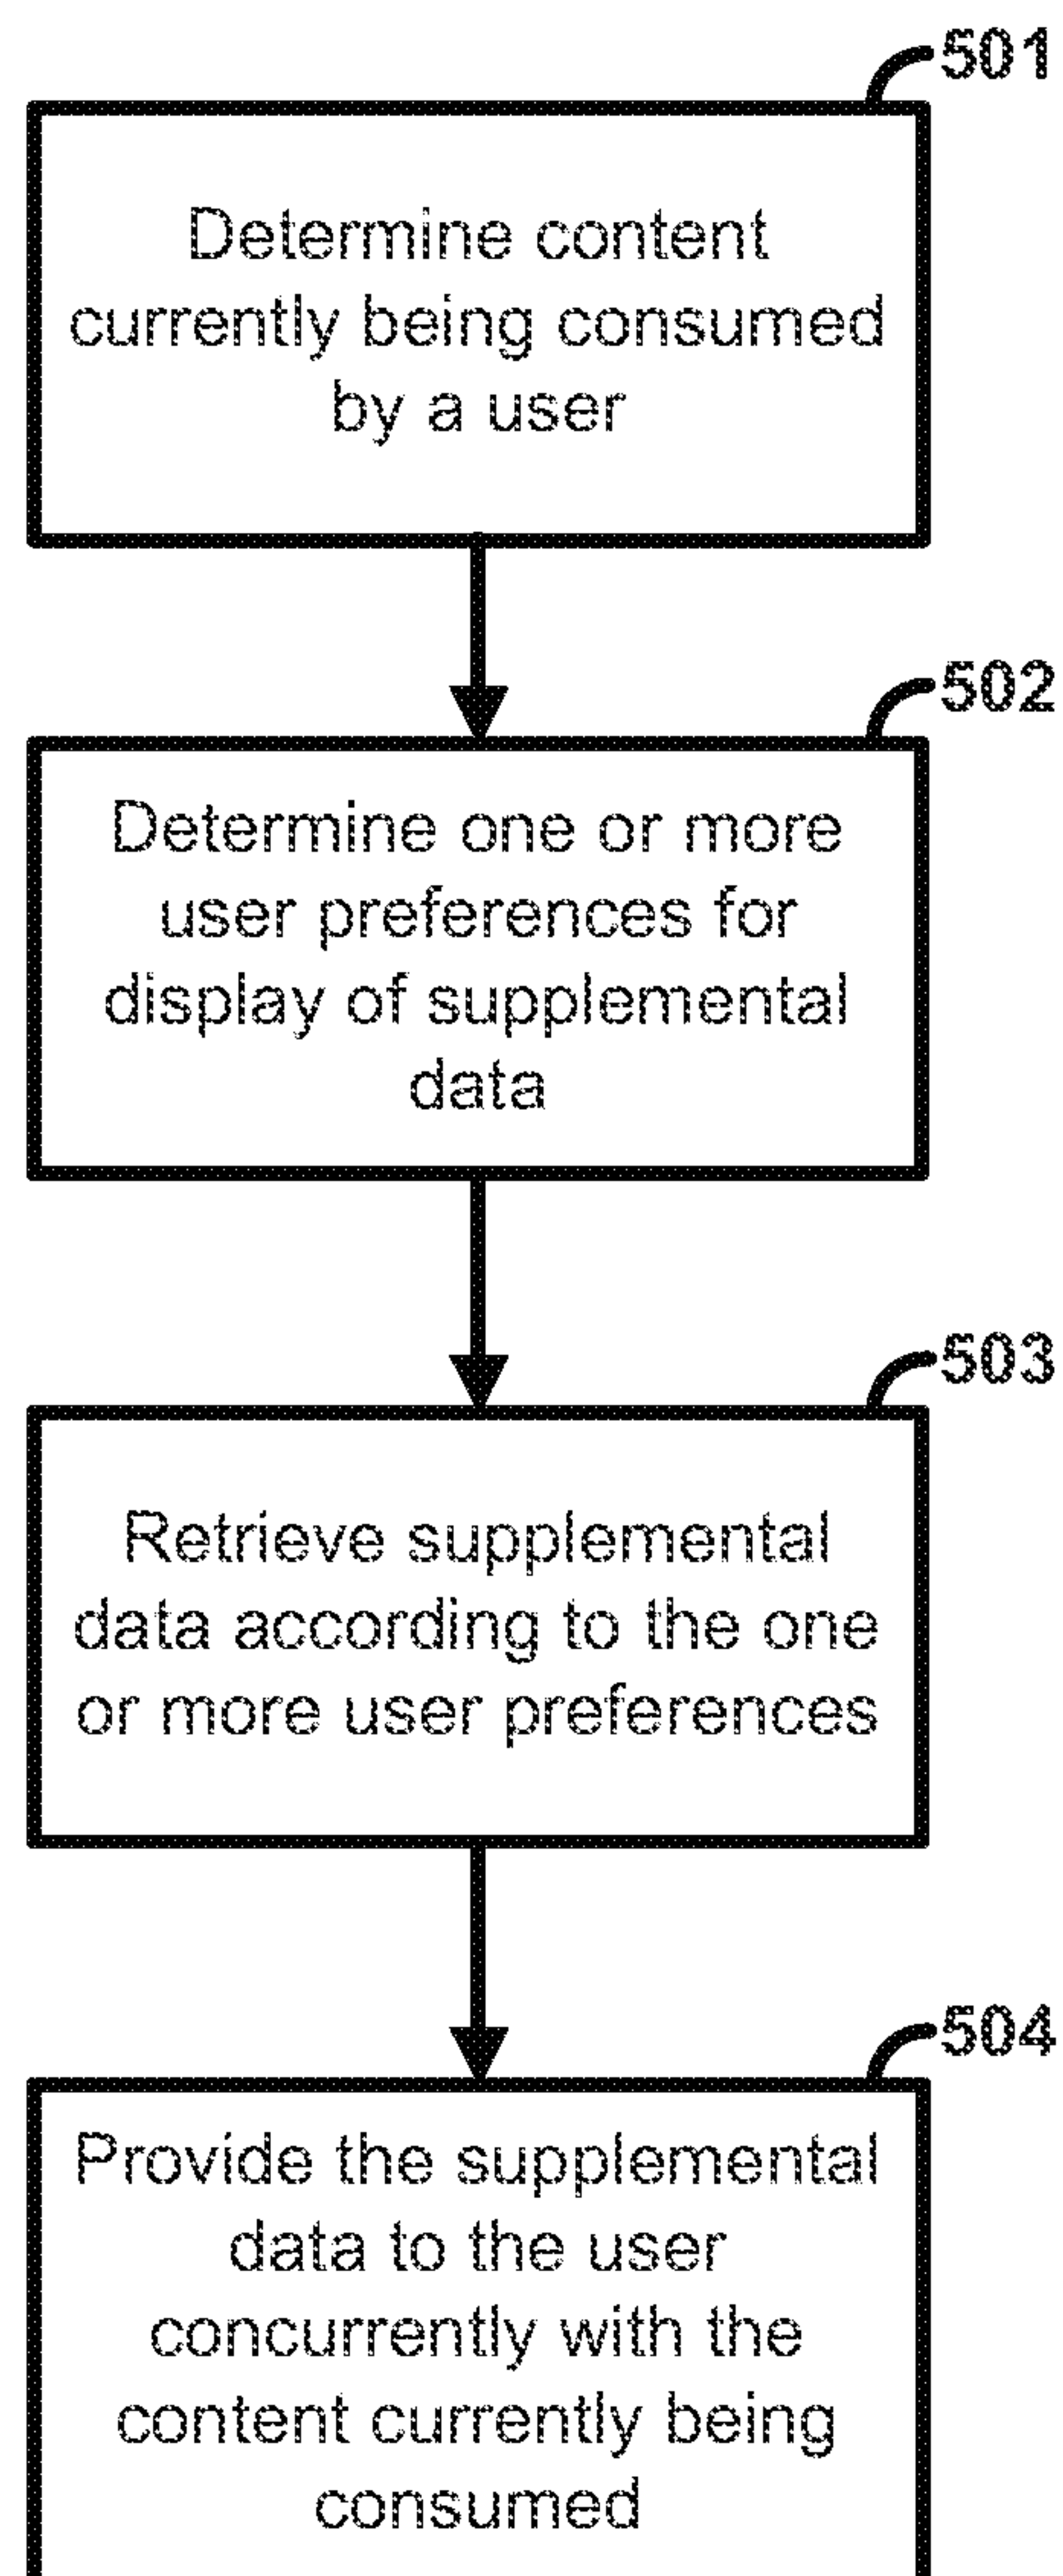 501
Determine content
currently being consumed
by a user
502
Determine one or more
user preferences for
display of supplemental
data
503
Retrieve supplemental
data according to the one
or more user preferences
504
Provide the supplemental
data to the user
concurrently with the
content currently being
consumed